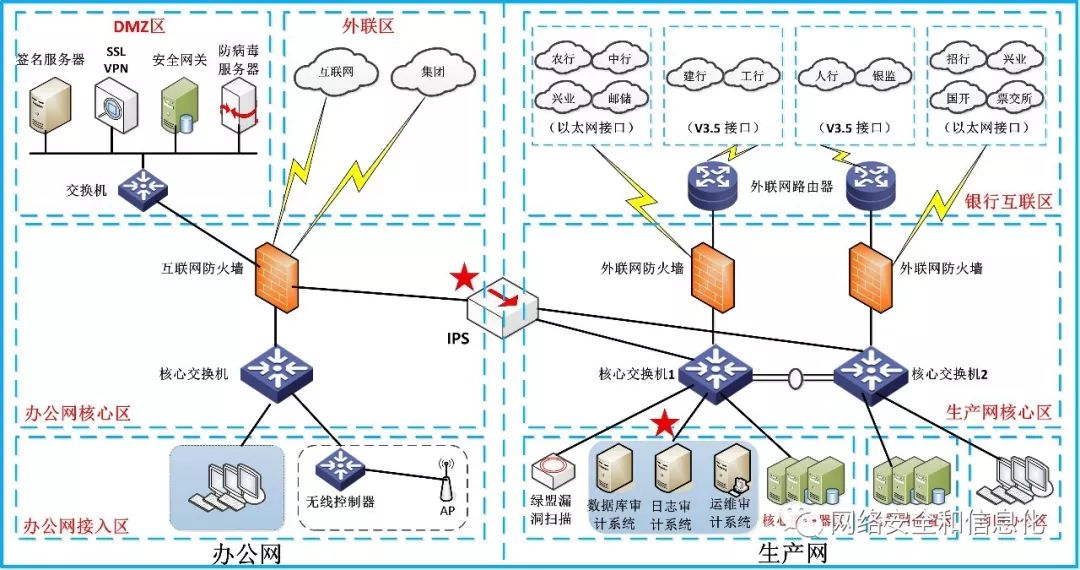 DMZ区
签名服务器
SSL
VPN
安全网关
防病毒
服务器
交换机
外联区
互联网
集团
农行
中行
兴业
邮储
（以太网接口）
建行
工行
（V3.5 接口）
人行
银监
（V3.5 接口）
招行
兴业
国开
票交所
（以太网接口）
外联网路由器
银行互联区
互联网防火墙
IPS
外联网防火墙
外联网防火墙
核心交换机
核心交换机1
核心交换机2
办公网核心区
生产网核心区
无线控制器
AP
办公网接入区
绿盟漏
洞扫描
数据库审
计系统
日志审
计系统
运维审
计系统
网络安全和信息化
办公网
生产网